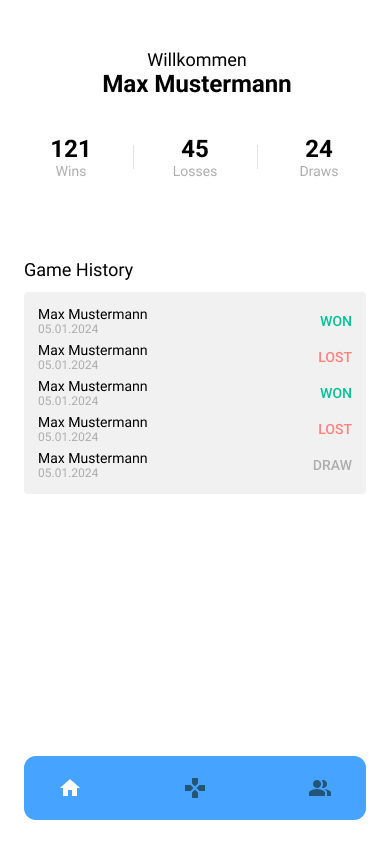 Willkommen
Max Mustermann
121 45 24
Wins Losses Draws
Game History
Max Mustermann
05.01.2024
WON
Max Mustermann
05.01.2024
LOST
Max Mustermann
05.01.2024
WON
Max Mustermann
05.01.2024
LOST
Max Mustermann
05.01.2024
DRAW